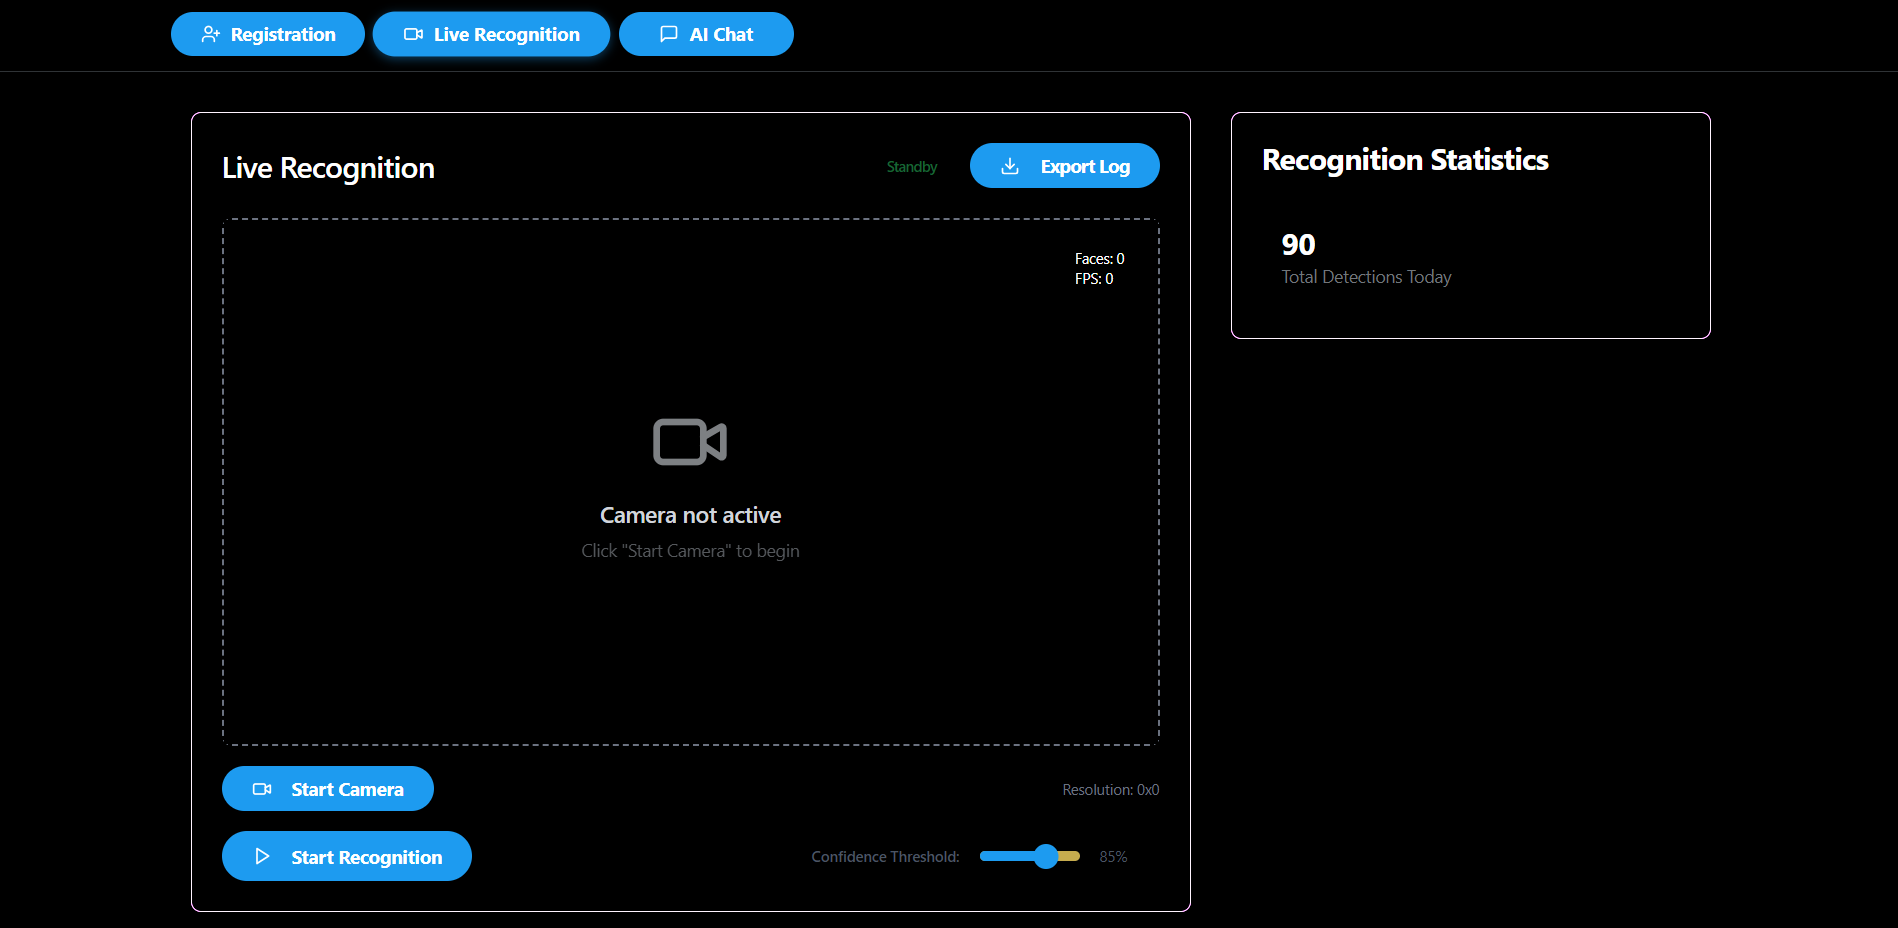 Registration
Live Recognition
AI Chat
Live Recognition
Standby
Export Log
Faces: 0
FPS: 0
Camera not active
Click "Start Camera" to begin
Start Camera
Resolution: 0x0
Start Recognition
Confidence Threshold:
85%
Recognition Statistics
90
Total Detections Today